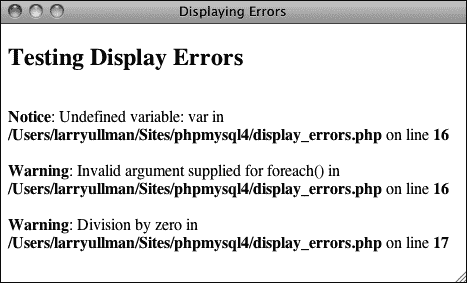 Displaying Errors
Testing Display Errors
Notice: Undefined variable: var in
/Users/larryullman/Sites/phpmysql4/display_errors.php on line 16
Warning: Invalid argument supplied for foreach() in
/Users/larryullman/Sites/phpmysql4/display_errors.php on line 16
Warning: Division by zero in
/Users/larryullman/Sites/phpmysql4/display_errors.php on line 17